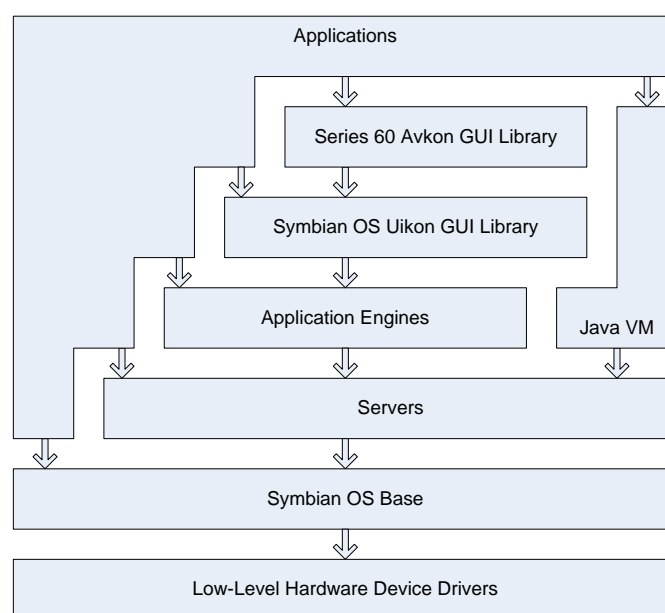 Applications
Series 60 Avkon GUI Library
Symbian OS Uikon GUI Library
Application Engines
Java VM
Servers
Symbian OS Base
Low-Level Hardware Device Drivers